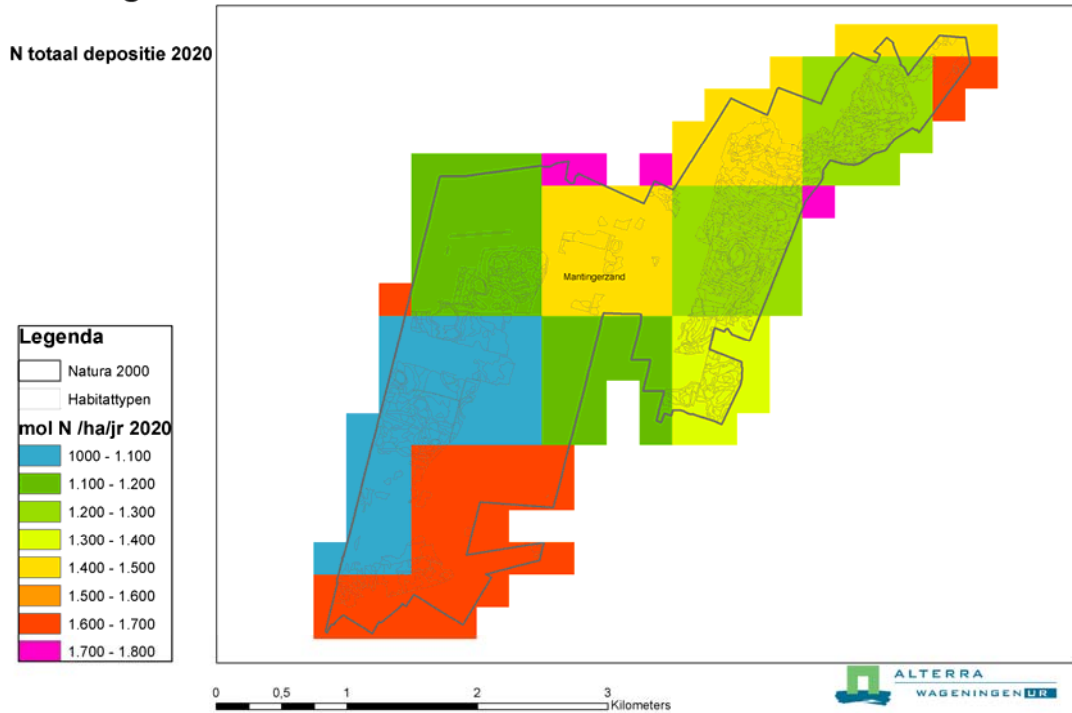 N totaal depositie 2020
Mantingerzand
Legenda
Natura 2000
Habitattypen
mol N /ha/jr 2020
1000 - 1.100
1.100 - 1.200
1.200 - 1.300
1.300 - 1.400
1.400 - 1.500
1.500 - 1.600
1.600 - 1.700
1.700 - 1.800
0 0,5 1 2 3
Kilometers
ALTERRA
WAGENINGEN UR